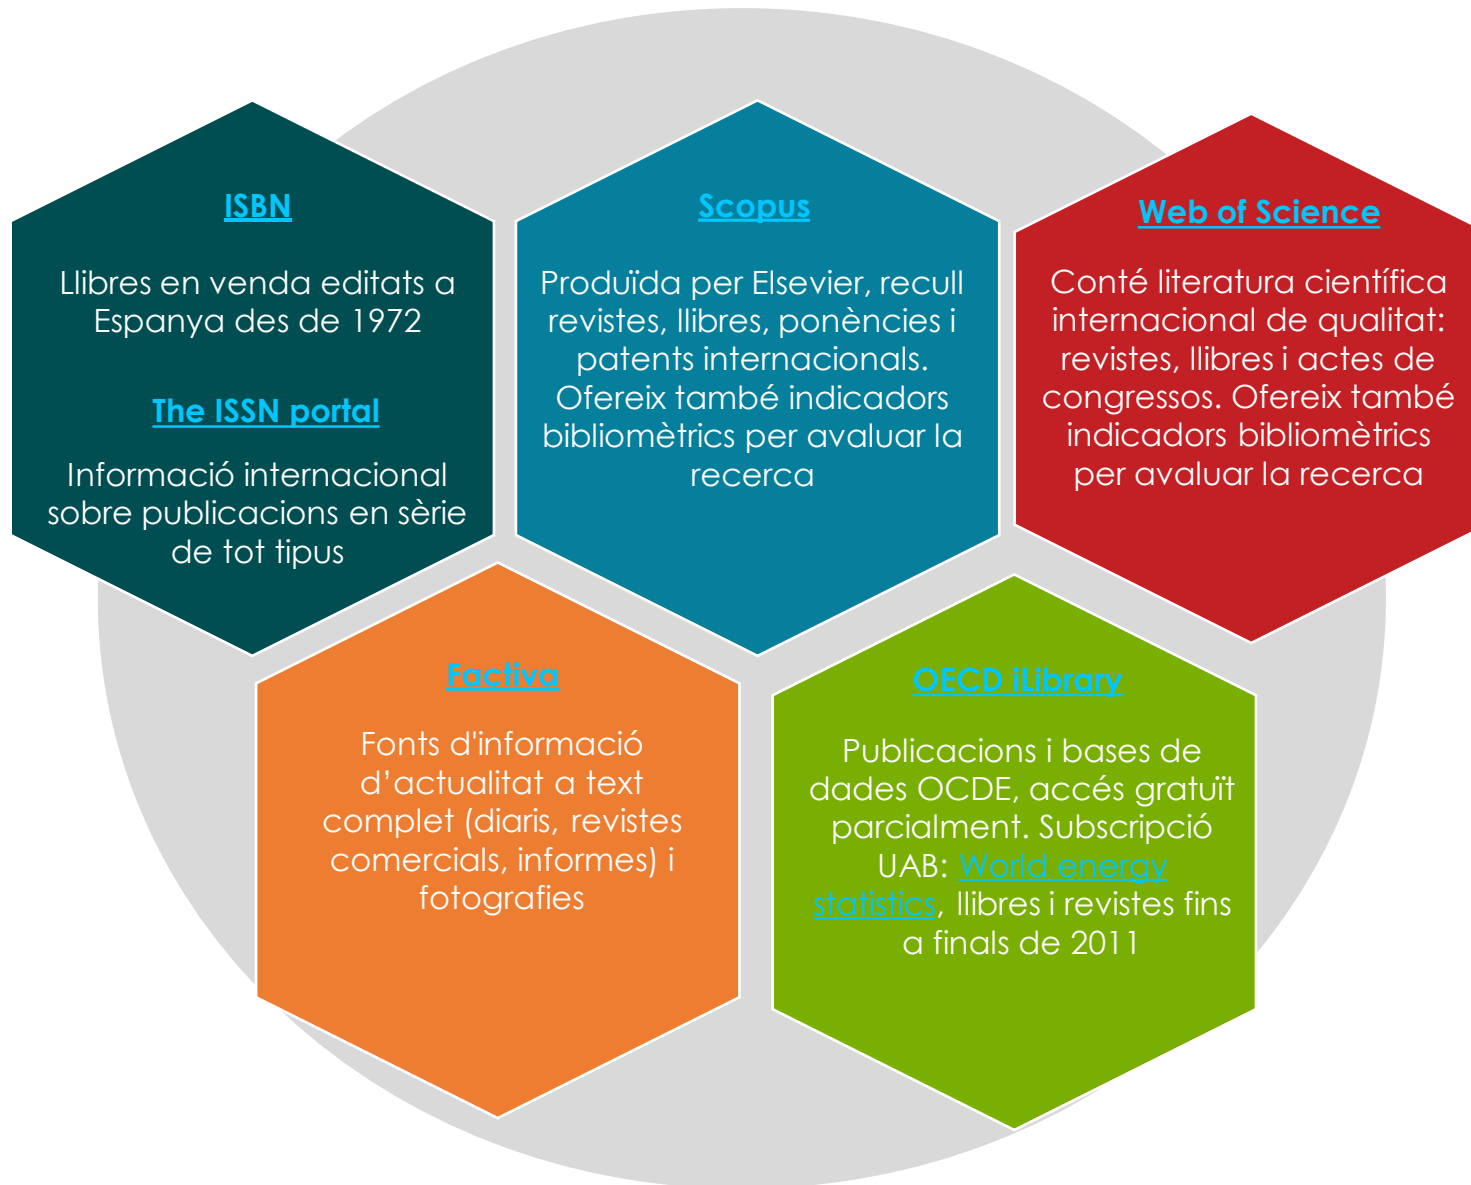 ISBN
Llibres en venda editats a
Espanya des de 1972
The ISSN portal
Informació internacional
sobre publicacions en sèrie
de tot tipus
Scopus
Produïda per Elsevier, recull
revistes, llibres, ponències i
patents internacionals.
Ofereix també indicadors
bibliomètrics per avaluar la
recerca
Web of Science
Conté literatura científica
internacional de qualitat:
revistes, llibres i actes de
congressos. Ofereix també
indicadors bibliomètrics
per avaluar la recerca
Factiva
Fonts d'informació
d’actualitat a text
complet (diaris, revistes
comercials, informes) i
fotografies
OECD iLibrary
Publicacions i bases de
dades OCDE, accés gratuït
parcialment. Subscripció
UAB: World energy
statistics, llibres i revistes fins
a finals de 2011